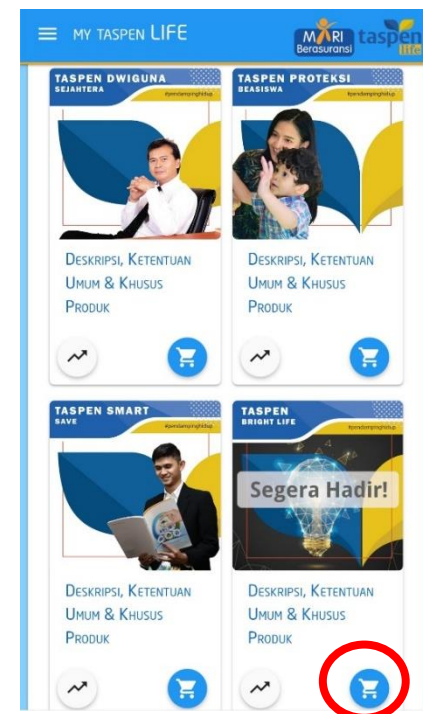 MY TASPEN LIFE
MARI
Berasuransi
taspen
life
TASPEN DWIGUNA
SEJAHTERA
#pendampinghidup
TASPEN PROTEKSI
BEASISWA
#pendampinghidup
Deskripsi, Ketentuan
Umum & Khusus
Produk
Deskripsi, Ketentuan
Umum & Khusus
Produk
TASPEN SMART
SAVE
#pendampinghidup
TASPEN
BRIGHT LIFE
#pendampinghidup
Segera Hadir!
Deskripsi, Ketentuan
Umum & Khusus
Produk
Deskripsi, Ketentuan
Umum & Khusus
Produk